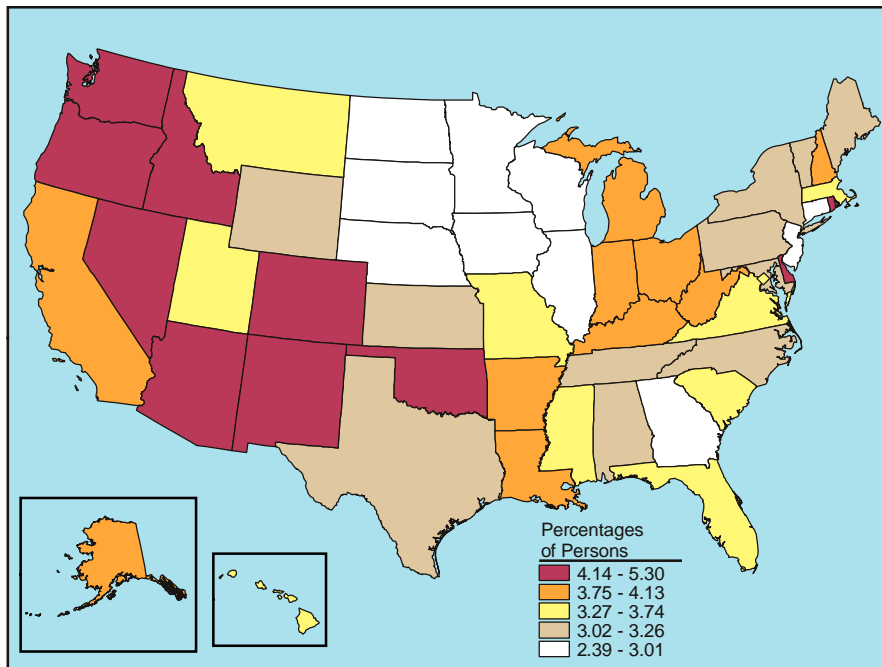 Percentages
of Persons
4.14 - 5.30
3.75 - 4.13
3.27 - 3.74
3.02 - 3.26
2.39 - 3.01